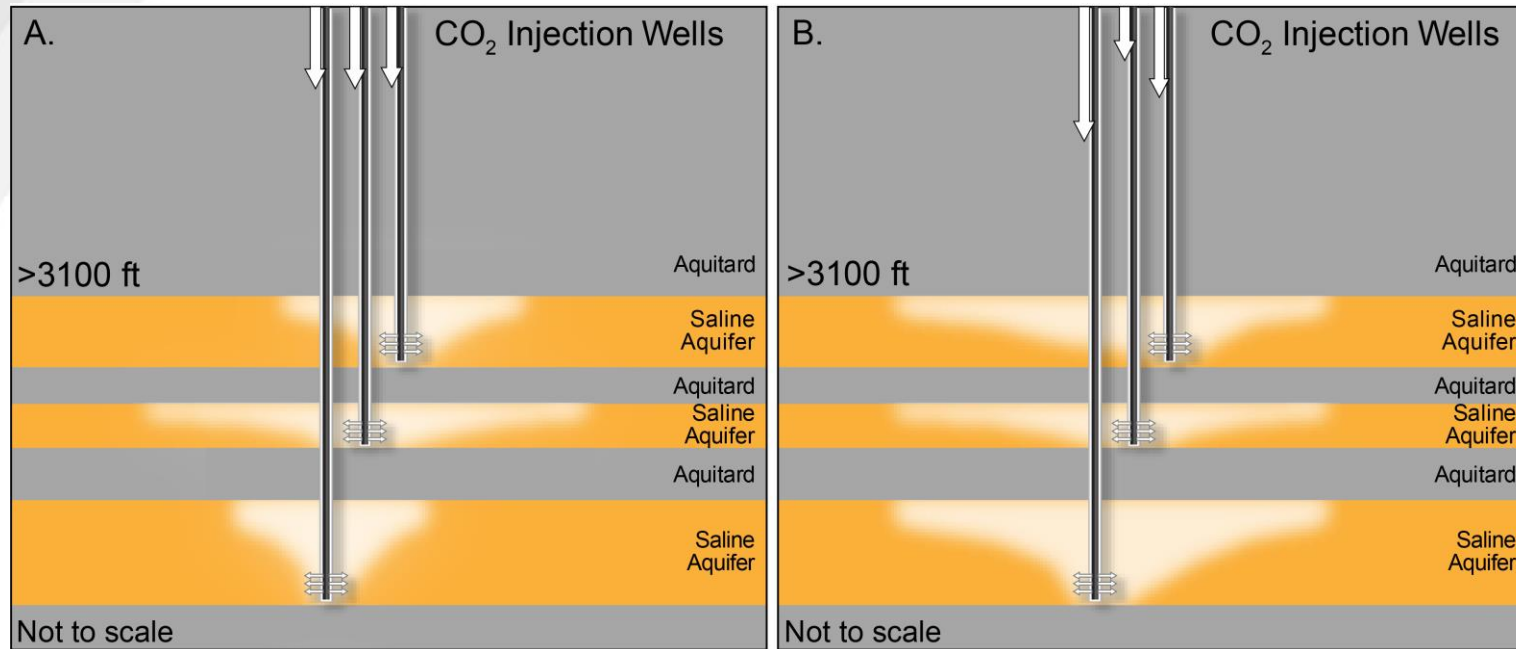 A.
CO₂ Injection Wells
>3100 ft
Aquitard
Saline
Aquifer
Aquitard
Saline
Aquifer
Aquitard
Saline
Aquifer
Not to scale
B.
CO₂ Injection Wells
>3100 ft
Aquitard
Saline
Aquifer
Aquitard
Saline
Aquifer
Aquitard
Saline
Aquifer
Not to scale